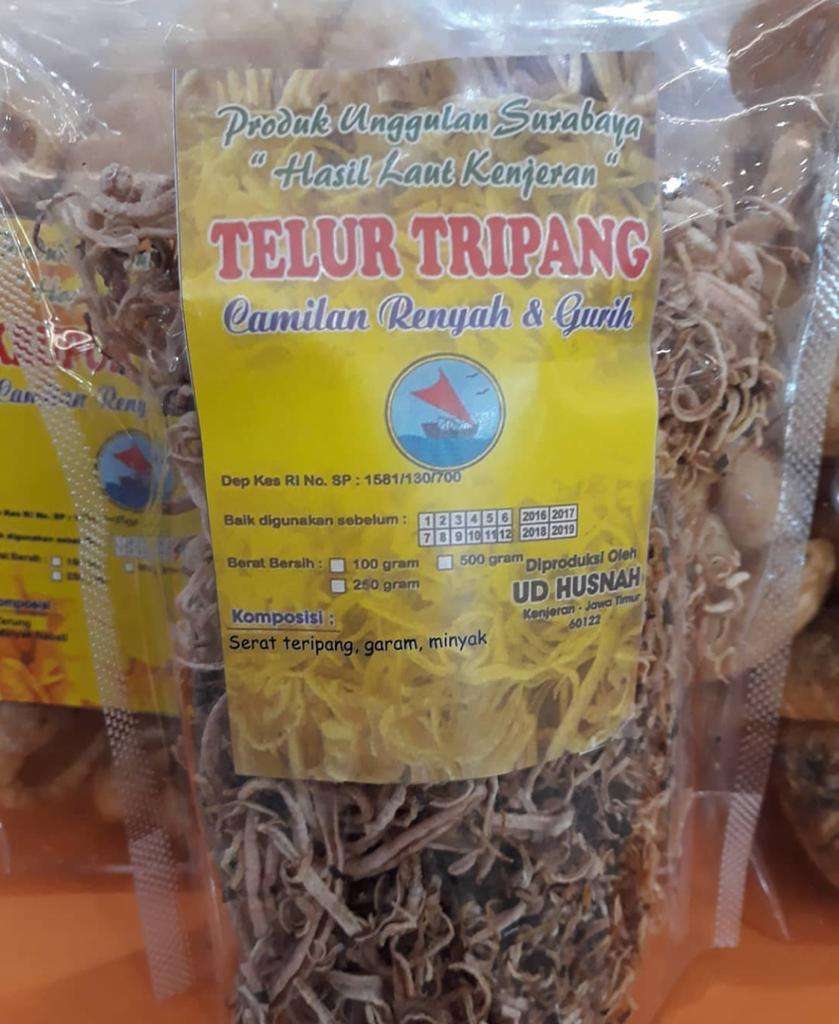 Produk Unggulan Surabaya
" Hasil Laut Kenjeran "
TELUR TRIPANG
Camilan Renyah & Gurih
Dep Kes RI No. SP : 1581/130/700
Baik digunakan sebelum : 1 2 3 4 5 6 2016 2017
7 8 9 10 11 12 2018 2019
Berat Bersih : 100 gram 500 gram
250 gram
Diproduksi Oleh
UD HUSNAH
Kenjeran - Jawa Timur
60122
Komposisi :
Serat teripang, garam, minyak